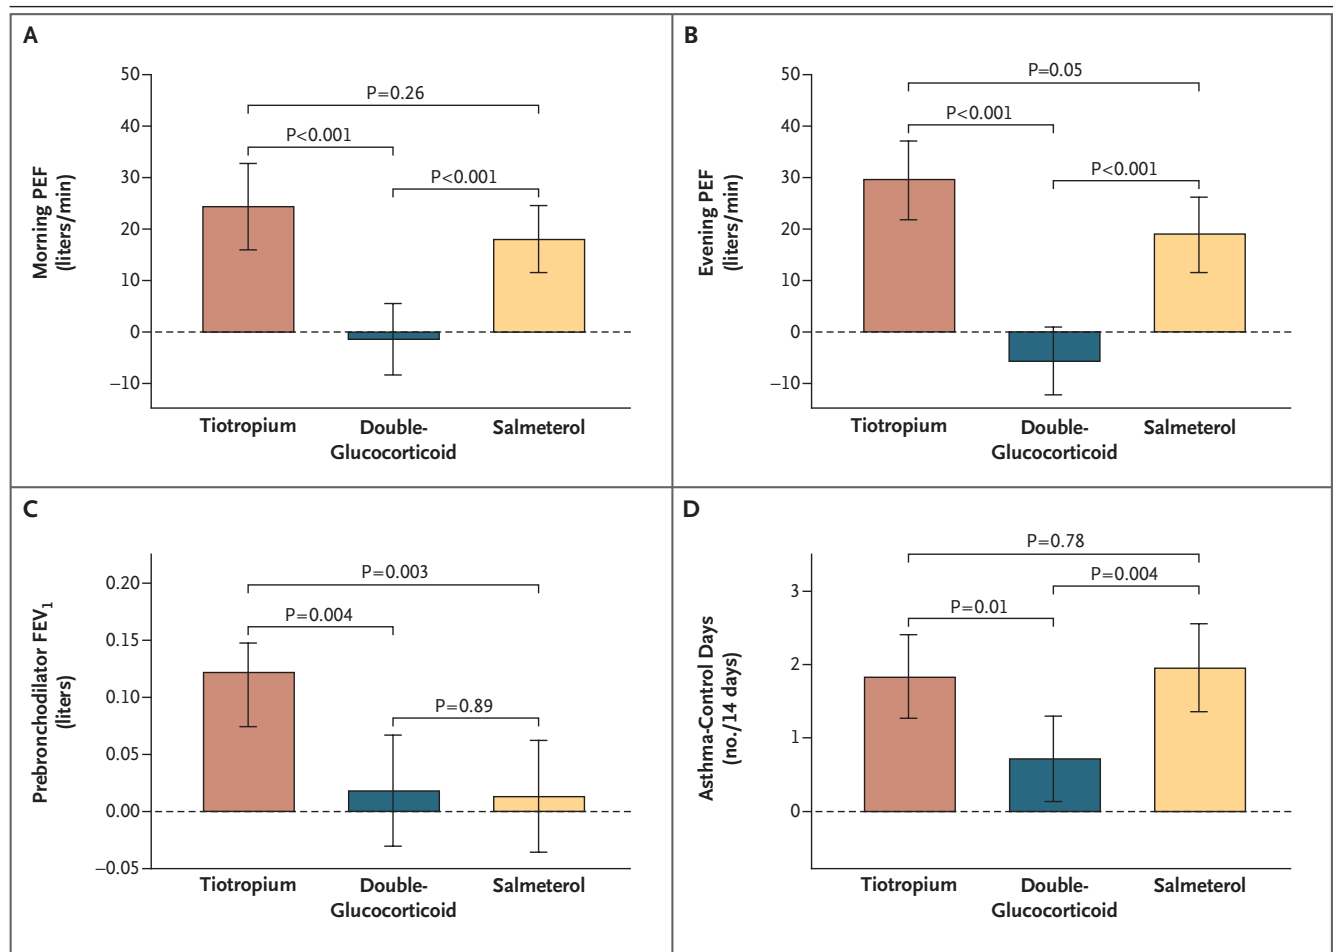 A
50
40
30
20
10
0
−10
Morning PEF
(liters/min)
P=0.26
P<0.001
P<0.001
Tiotropium
Double-
Glucocorticoid
Salmeterol
B
50
40
30
20
10
0
−10
Evening PEF
(liters/min)
P=0.05
P<0.001
P<0.001
Tiotropium
Double-
Glucocorticoid
Salmeterol
C
0.20
0.15
0.10
0.05
0.00
−0.05
Prebronchodilator FEV1
(liters)
P=0.003
P=0.004
P=0.89
Tiotropium
Double-
Glucocorticoid
Salmeterol
D
3
2
1
0
Asthma-Control Days
(no./14 days)
P=0.78
P=0.004
P=0.01
Tiotropium
Double-
Glucocorticoid
Salmeterol